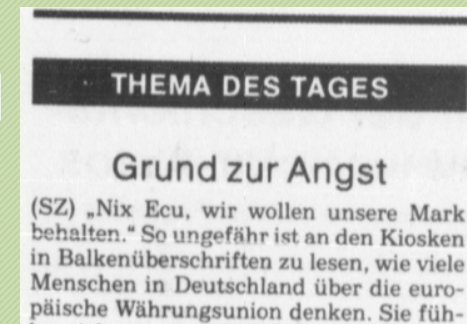 THEMA DES TAGES
Grund zur Angst
(SZ) „Nix Ecu, wir wollen unsere Mark
behalten.“ So ungefähr ist an den Kiosken
in Balkenüberschriften zu lesen, wie viele
Menschen in Deutschland über die euro-
päische Währungsunion denken. Sie füh-